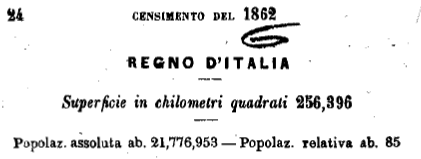 24 CENSIMENTO DEL 1862
REGNO D'ITALIA
Superficie in chilometri quadrati 256,396
Popolaz. assoluta ab. 21,776,953 — Popolaz. relativa ab. 85